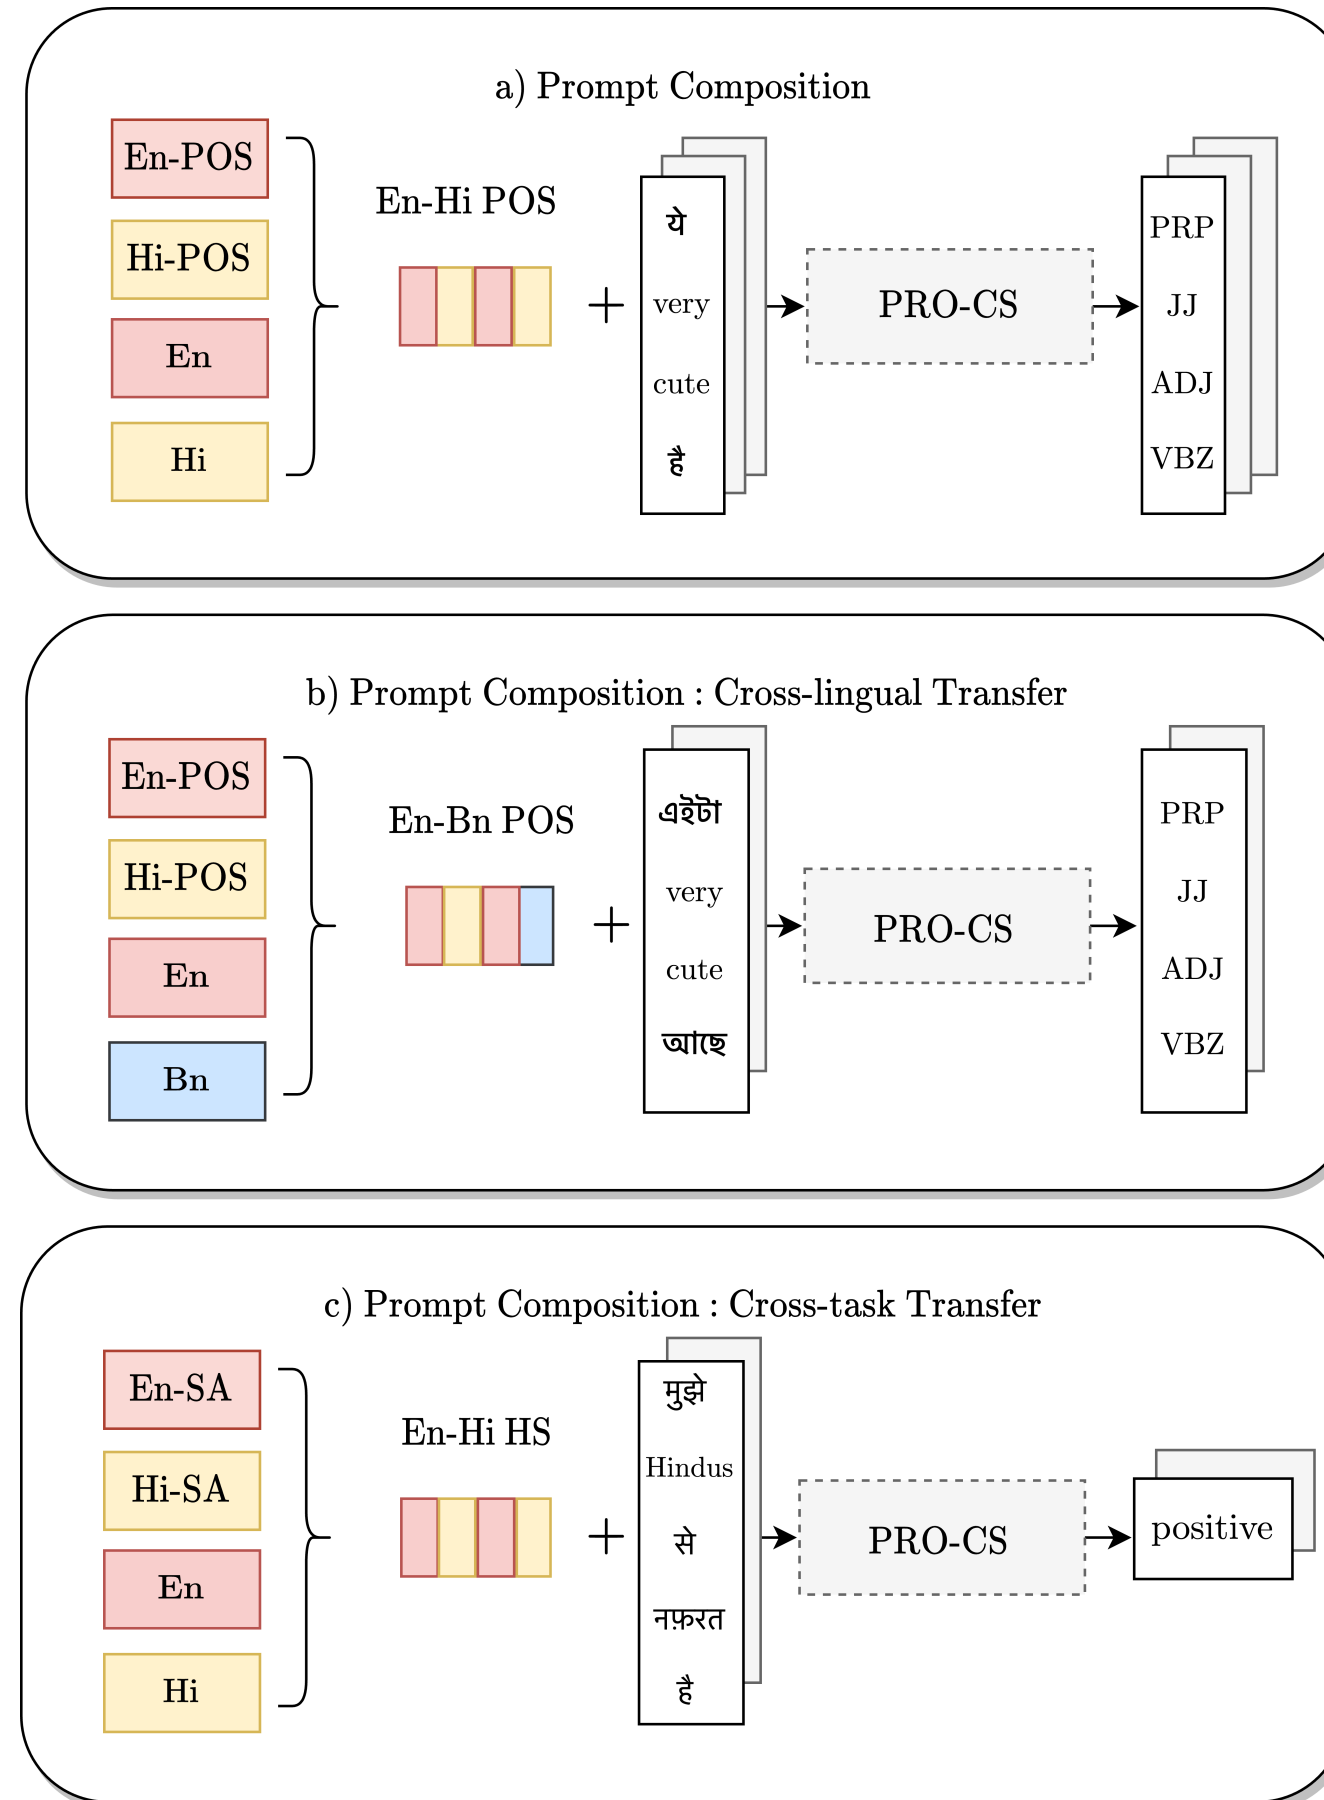 a) Prompt Composition
En-POS
Hi-POS
En
Hi
En-Hi POS
+
ये
very
cute
है
PRO-CS
PRP
JJ
ADJ
VBZ
b) Prompt Composition : Cross-lingual Transfer
En-POS
Hi-POS
En
Bn
En-Bn POS
+
এইটা
very
cute
আছে
PRO-CS
PRP
JJ
ADJ
VBZ
c) Prompt Composition : Cross-task Transfer
En-SA
Hi-SA
En
Hi
En-Hi HS
+
मुझे
Hindus
से
नफ़रत
है
PRO-CS
positive